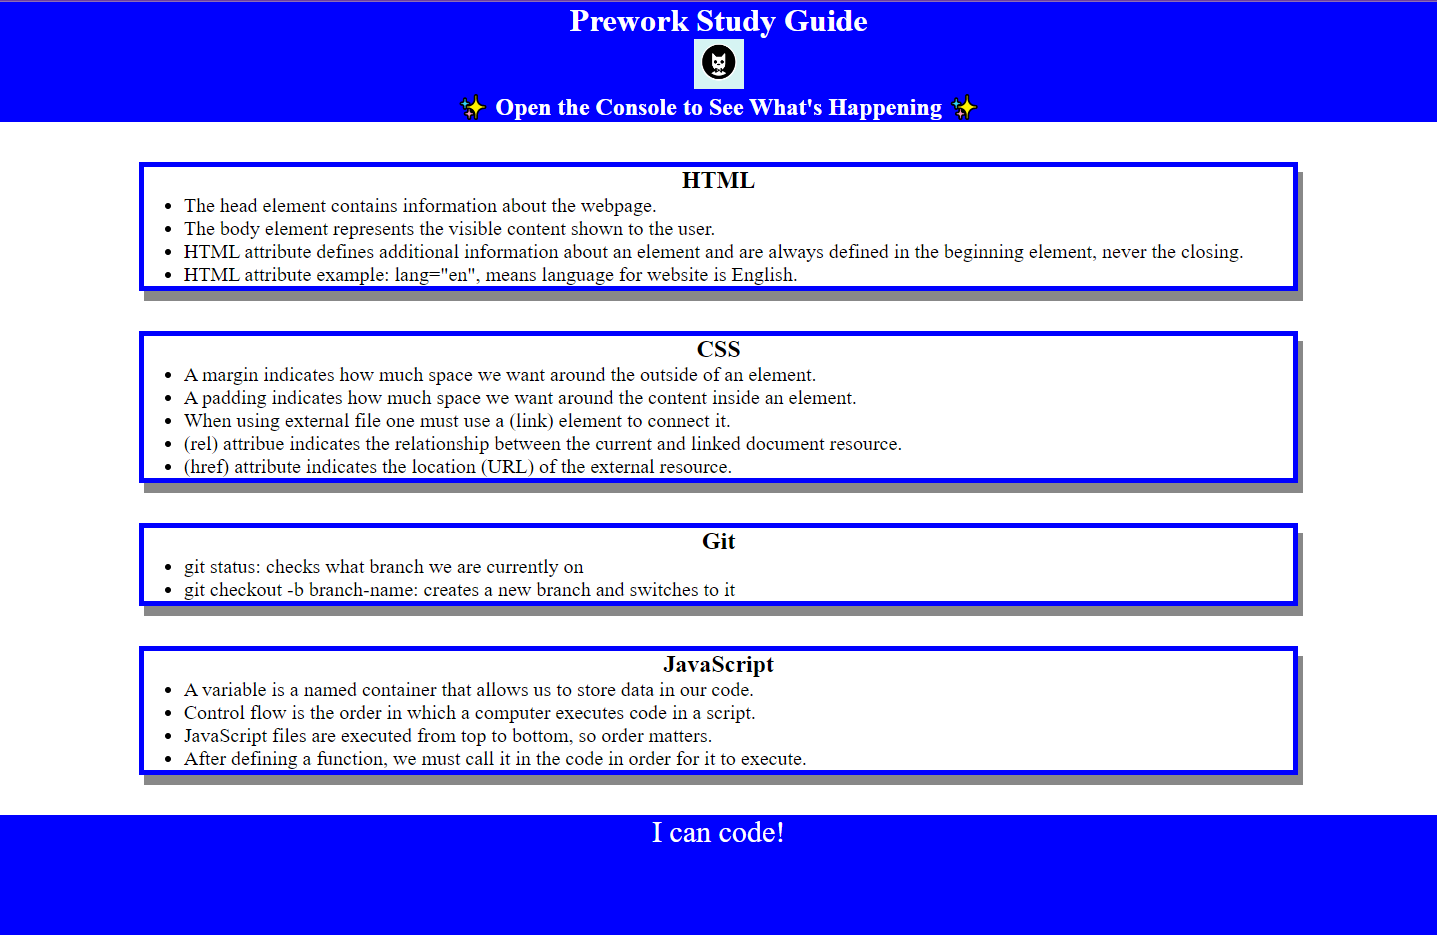 Prework Study Guide
✨ Open the Console to See What's Happening ✨
HTML
• The head element contains information about the webpage.
• The body element represents the visible content shown to the user.
• HTML attribute defines additional information about an element and are always defined in the beginning element, never the closing.
• HTML attribute example: lang="en", means language for website is English.
CSS
• A margin indicates how much space we want around the outside of an element.
• A padding indicates how much space we want around the content inside an element.
• When using external file one must use a (link) element to connect it.
• (rel) attribue indicates the relationship between the current and linked document resource.
• (href) attribute indicates the location (URL) of the external resource.
Git
• git status: checks what branch we are currently on
• git checkout -b branch-name: creates a new branch and switches to it
JavaScript
• A variable is a named container that allows us to store data in our code.
• Control flow is the order in which a computer executes code in a script.
• JavaScript files are executed from top to bottom, so order matters.
• After defining a function, we must call it in the code in order for it to execute.
I can code!